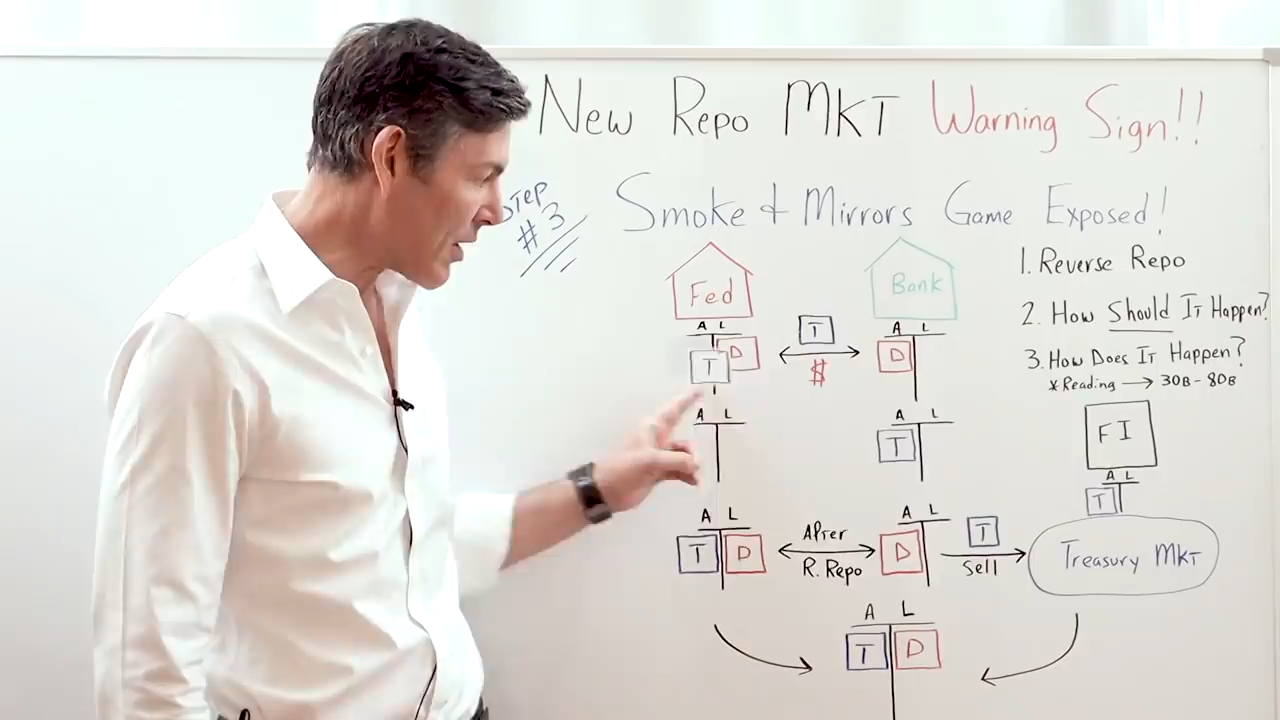 New Repo MKT Warning Sign!!
Step #3
Smoke + Mirrors Game Exposed!
Fed
Bank
1. Reverse Repo
2. How Should It Happen?
3. How Does It Happen?
*Reading → 30B - 80B
A L
T D
T
$
A L
D
FI
A L
T
A L
A L
T
A L
T D
After
R. Repo
A L
D
T
Sell
Treasury MKT
A L
T D